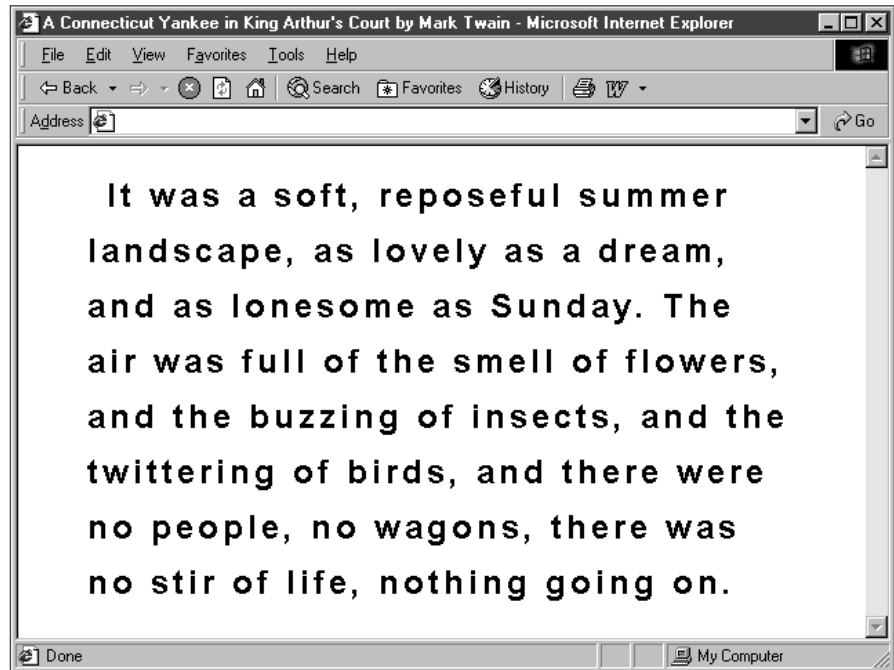 A Connecticut Yankee in King Arthur's Court by Mark Twain - Microsoft Internet Explorer
File Edit View Favorites Tools Help
Back Search Favorites History
Address Go
It was a soft, reposeful summer
landscape, as lovely as a dream,
and as lonesome as Sunday. The
air was full of the smell of flowers,
and the buzzing of insects, and the
twittering of birds, and there were
no people, no wagons, there was
no stir of life, nothing going on.
Done My Computer